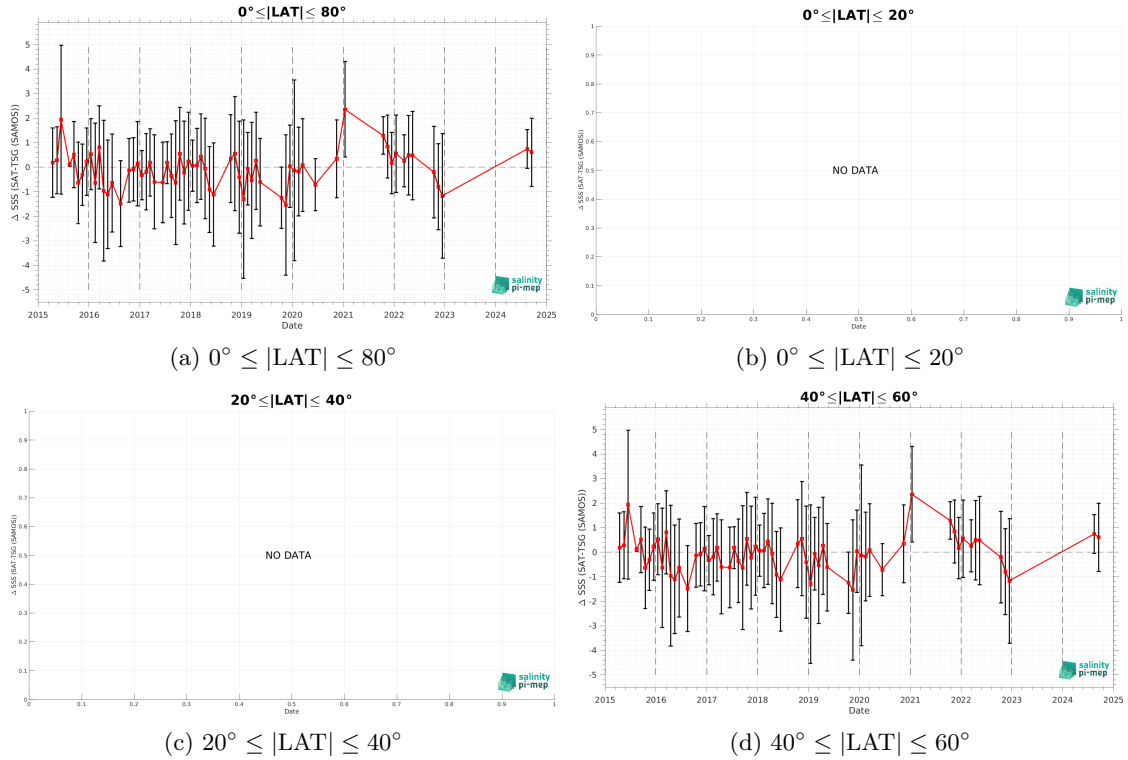 0°≤|LAT|≤ 80°
Δ SSS (SAT-TSG (SAMOS))
5
4
3
2
1
0
-1
-2
-3
-4
-5
2015 2016 2017 2018 2019 2020 2021 2022 2023 2024 2025
Date
salinity
pi-mep
(a) 0° ≤ |LAT| ≤ 80°
0°≤|LAT|≤ 20°
Δ SSS (SAT-TSG (SAMOS))
1
0.9
0.8
0.7
0.6
0.5
0.4
0.3
0.2
0.1
0
NO DATA
0 0.1 0.2 0.3 0.4 0.5 0.6 0.7 0.8 0.9 1
Date
salinity
pi-mep
(b) 0° ≤ |LAT| ≤ 20°
20°≤|LAT|≤ 40°
Δ SSS (SAT-TSG (SAMOS))
1
0.9
0.8
0.7
0.6
0.5
0.4
0.3
0.2
0.1
0
NO DATA
0 0.1 0.2 0.3 0.4 0.5 0.6 0.7 0.8 0.9 1
Date
salinity
pi-mep
(c) 20° ≤ |LAT| ≤ 40°
40°≤|LAT|≤ 60°
Δ SSS (SAT-TSG (SAMOS))
5
4
3
2
1
0
-1
-2
-3
-4
-5
2015 2016 2017 2018 2019 2020 2021 2022 2023 2024 2025
Date
salinity
pi-mep
(d) 40° ≤ |LAT| ≤ 60°